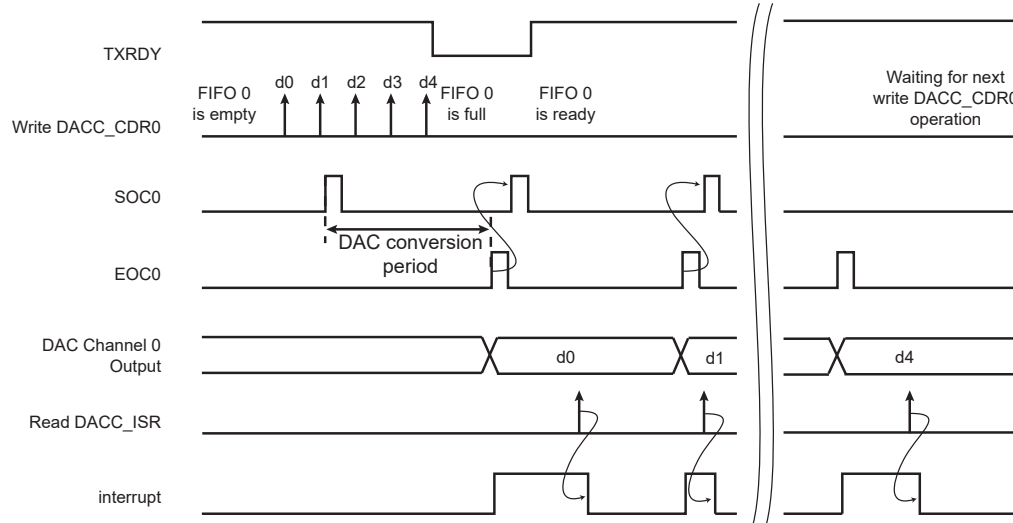 TXRDY
FIFO 0
is empty
d0
d1
d2
d3
d4
FIFO 0
is full
FIFO 0
is ready
Waiting for next
write DACC_CDR0
operation
Write DACC_CDR0
SOC0
DAC conversion
period
EOC0
DAC Channel 0
Output
d0
d1
d4
Read DACC_ISR
interrupt